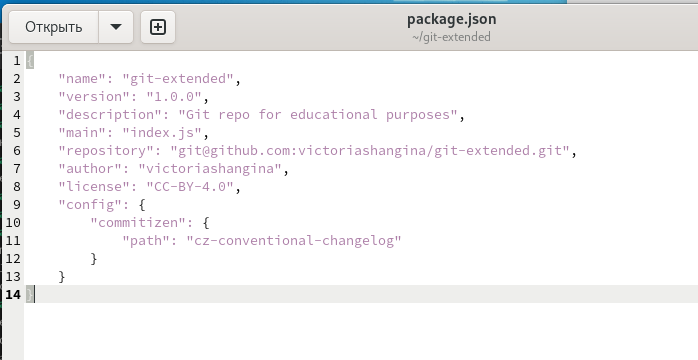 Открыть
package.json
~/git-extended
1 {
2 "name": "git-extended",
3 "version": "1.0.0",
4 "description": "Git repo for educational purposes",
5 "main": "index.js",
6 "repository": "git@github.com:victoriashangina/git-extended.git",
7 "author": "victoriashangina",
8 "license": "CC-BY-4.0",
9 "config": {
10 "commitizen": {
11 "path": "cz-conventional-changelog"
12 }
13 }
14 }